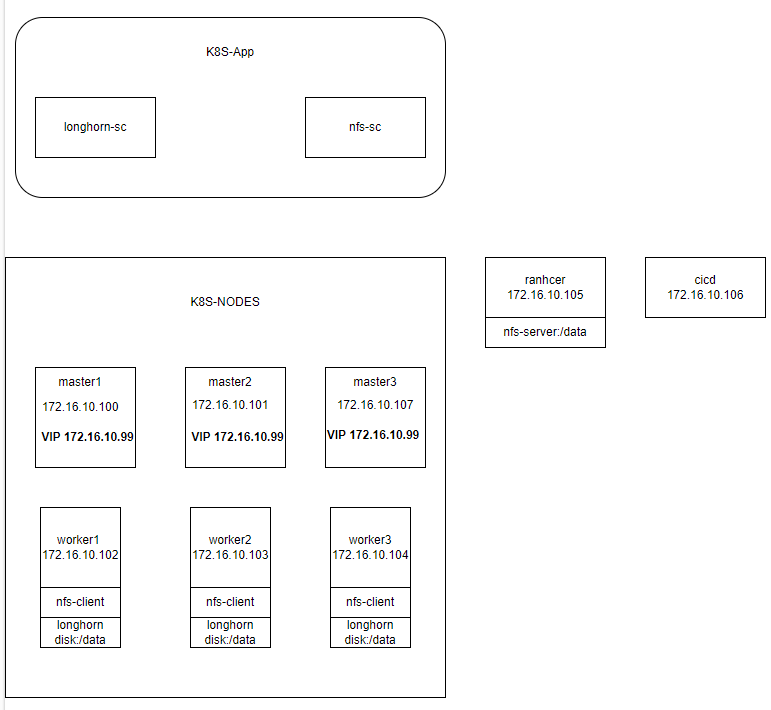 K8S-App
longhorn-sc
nfs-sc
K8S-NODES
ranhcer
172.16.10.105
nfs-server:/data
cicd
172.16.10.106
master1
172.16.10.100
VIP 172.16.10.99
master2
172.16.10.101
VIP 172.16.10.99
master3
172.16.10.107
VIP 172.16.10.99
worker1
172.16.10.102
nfs-client
longhorn
disk:/data
worker2
172.16.10.103
nfs-client
longhorn
disk:/data
worker3
172.16.10.104
nfs-client
longhorn
disk:/data